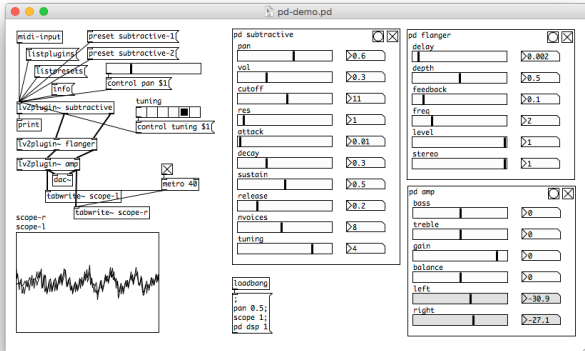 pd-demo.pd
midi-input
preset subtractive-1
listplugins
preset subtractive-2
listpresets
info
control pan $1
lv2plugin~ subtractive
print
tuning
control tuning $1
lv2plugin~ flanger
lv2plugin~ amp
dac~
metro 40
tabwrite~ scope-l
tabwrite~ scope-r
scope-r
scope-l
pd subtractive
pan
0.6
vol
0.3
cutoff
11
res
1
attack
0.01
decay
0.3
sustain
0.5
release
0.2
nvoices
8
tuning
4
loadbang
;
pan 0.5;
scope 1;
pd dsp 1
pd flanger
delay
0.002
depth
0.5
feedback
0.1
freq
2
level
1
stereo
1
pd amp
bass
0
treble
0
gain
0
balance
0
left
-30.9
right
-27.1